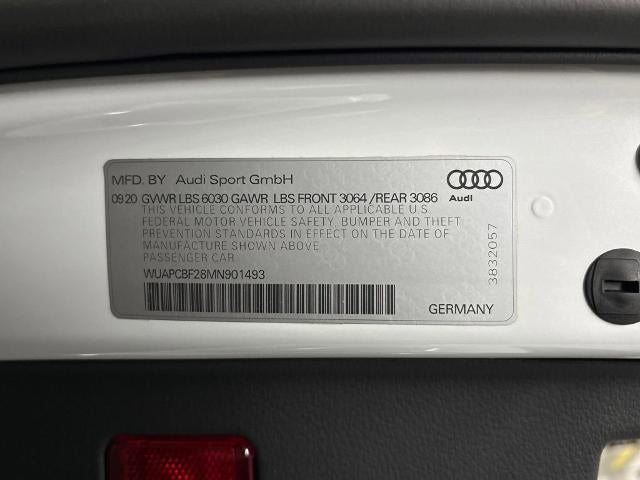 MFD. BY Audi Sport GmbH
Audi
09 20 GVWR LBS 6030 GAWR LBS FRONT 3064 /REAR 3086
THIS VEHICLE CONFORMS TO ALL APPLICABLE U.S.
FEDERAL MOTOR VEHICLE SAFETY, BUMPER AND THEFT
PREVENTION STANDARDS IN EFFECT ON THE DATE OF
MANUFACTURE SHOWN ABOVE
PASSENGER CAR
WUAPCBF28MN901493
3832057
GERMANY